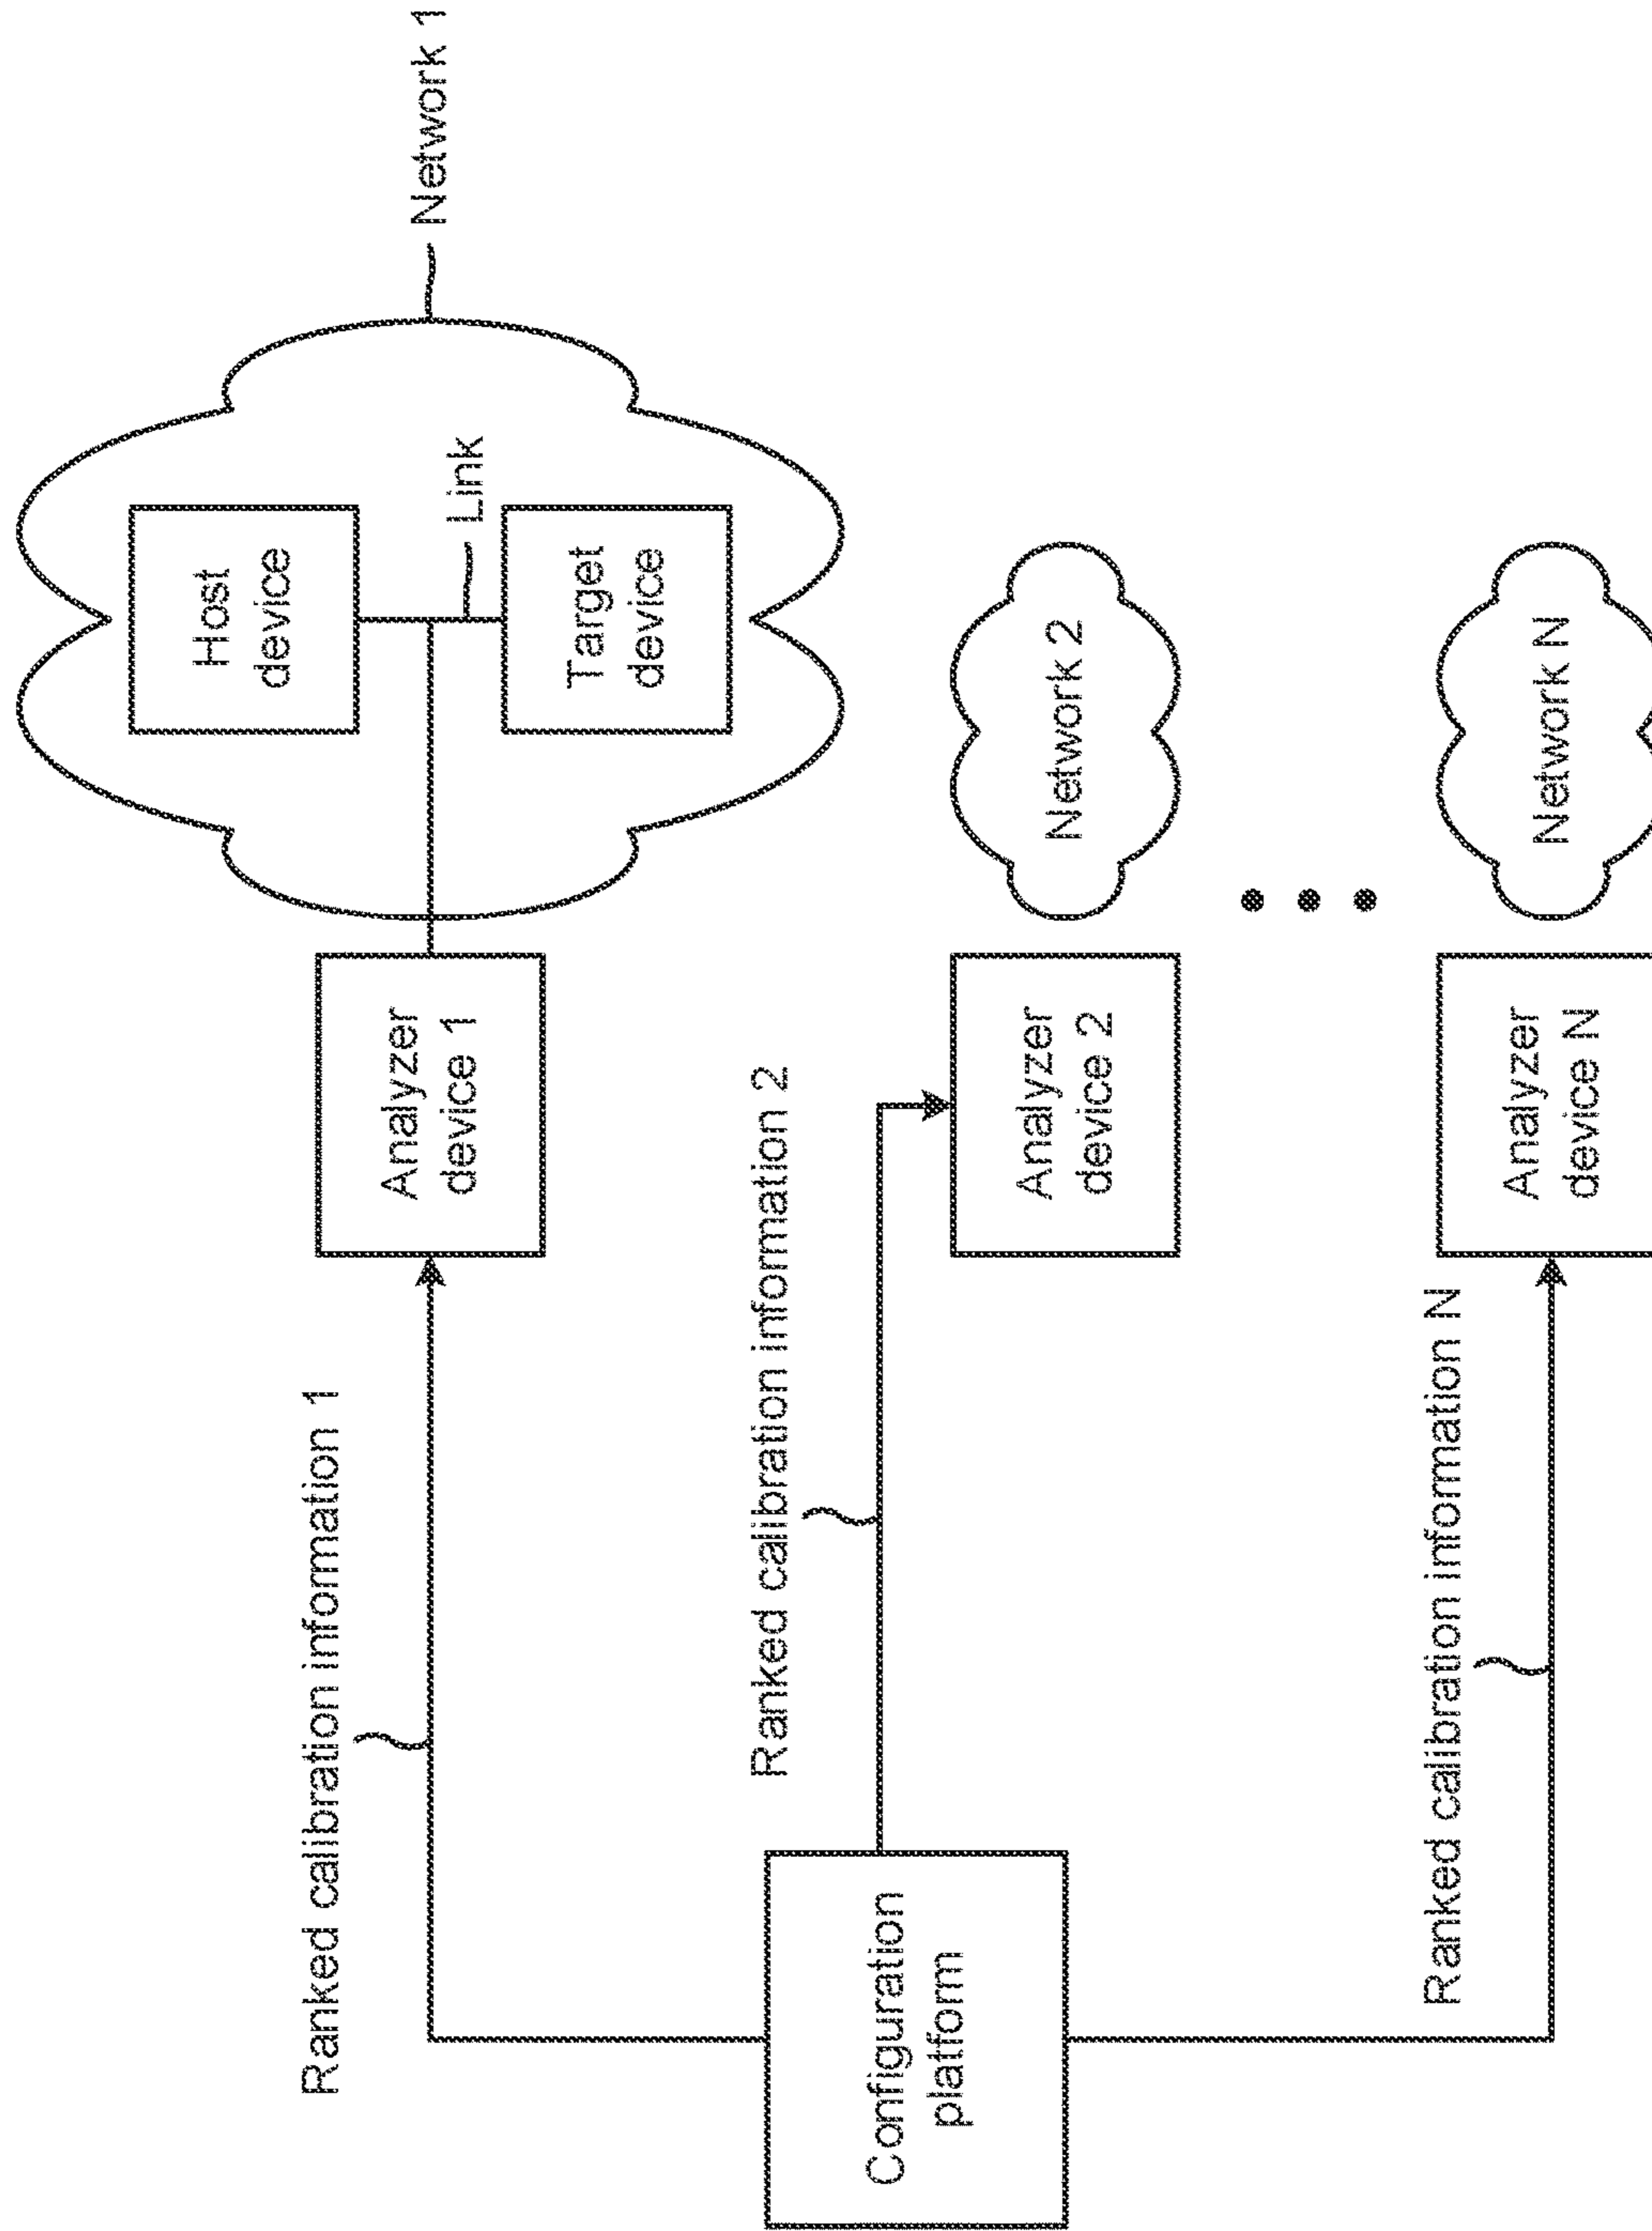 Ranked calibration information 1
Analyzer
device 1
Host
device
Link
Target
device
Network 1
Configuration
platform
Ranked calibration information 2
Analyzer
device 2
Network 2
Ranked calibration information N
Analyzer
device N
Network N